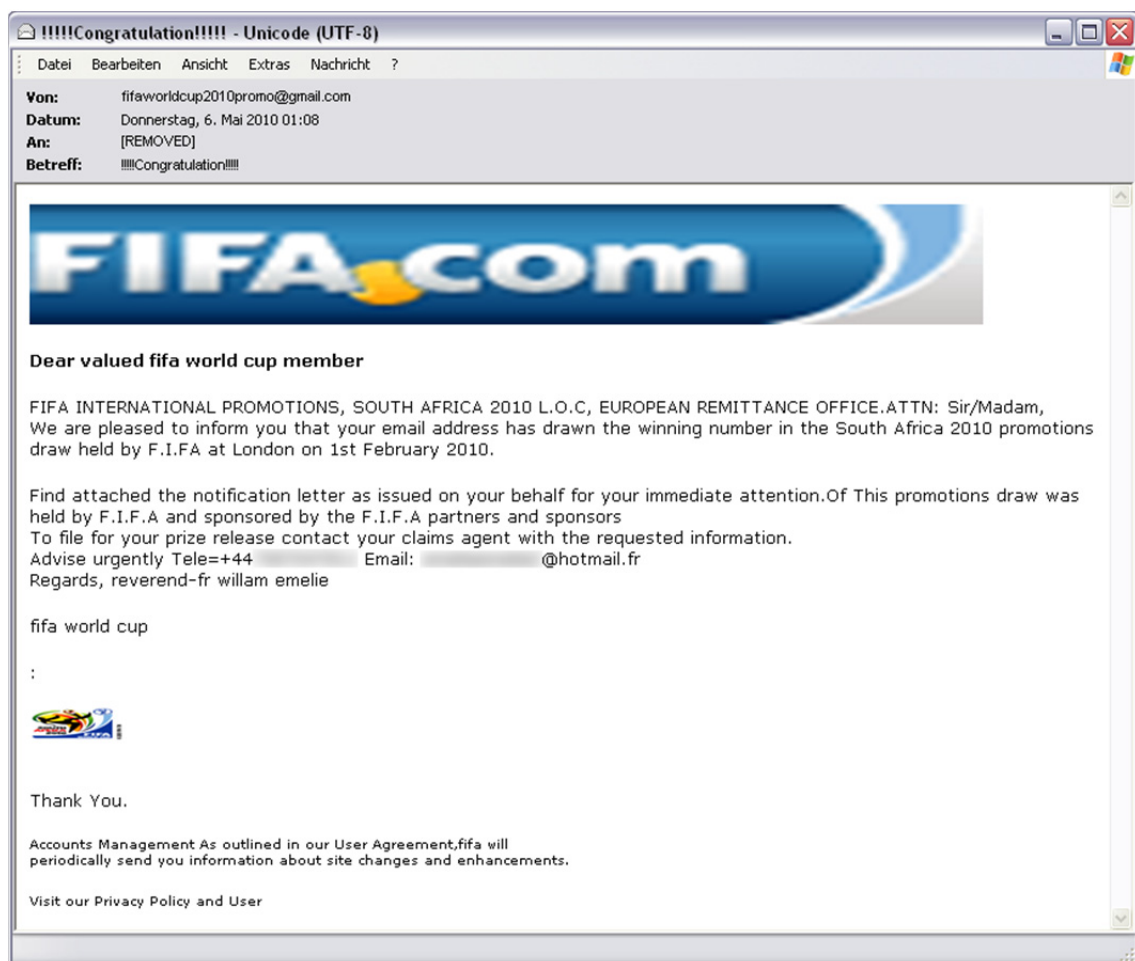 !!!!!Congratulation!!!!! - Unicode (UTF-8)
Datei Bearbeiten Ansicht Extras Nachricht ?
Von: fifaworldcup2010promo@gmail.com
Datum: Donnerstag, 6. Mai 2010 01:08
An: [REMOVED]
Betreff: !!!!!Congratulation!!!!!
FIFA.com
Dear valued fifa world cup member
FIFA INTERNATIONAL PROMOTIONS, SOUTH AFRICA 2010 L.O.C, EUROPEAN REMITTANCE OFFICE.ATTN: Sir/Madam,
We are pleased to inform you that your email address has drawn the winning number in the South Africa 2010 promotions
draw held by F.I.FA at London on 1st February 2010.
Find attached the notification letter as issued on your behalf for your immediate attention.Of This promotions draw was
held by F.I.F.A and sponsored by the F.I.F.A partners and sponsors
To file for your prize release contact your claims agent with the requested information.
Advise urgently Tele=+44 Email: @hotmail.fr
Regards, reverend-fr willam emelie
fifa world cup
:
FIFA
Thank You.
Accounts Management As outlined in our User Agreement,fifa will
periodically send you information about site changes and enhancements.
Visit our Privacy Policy and User